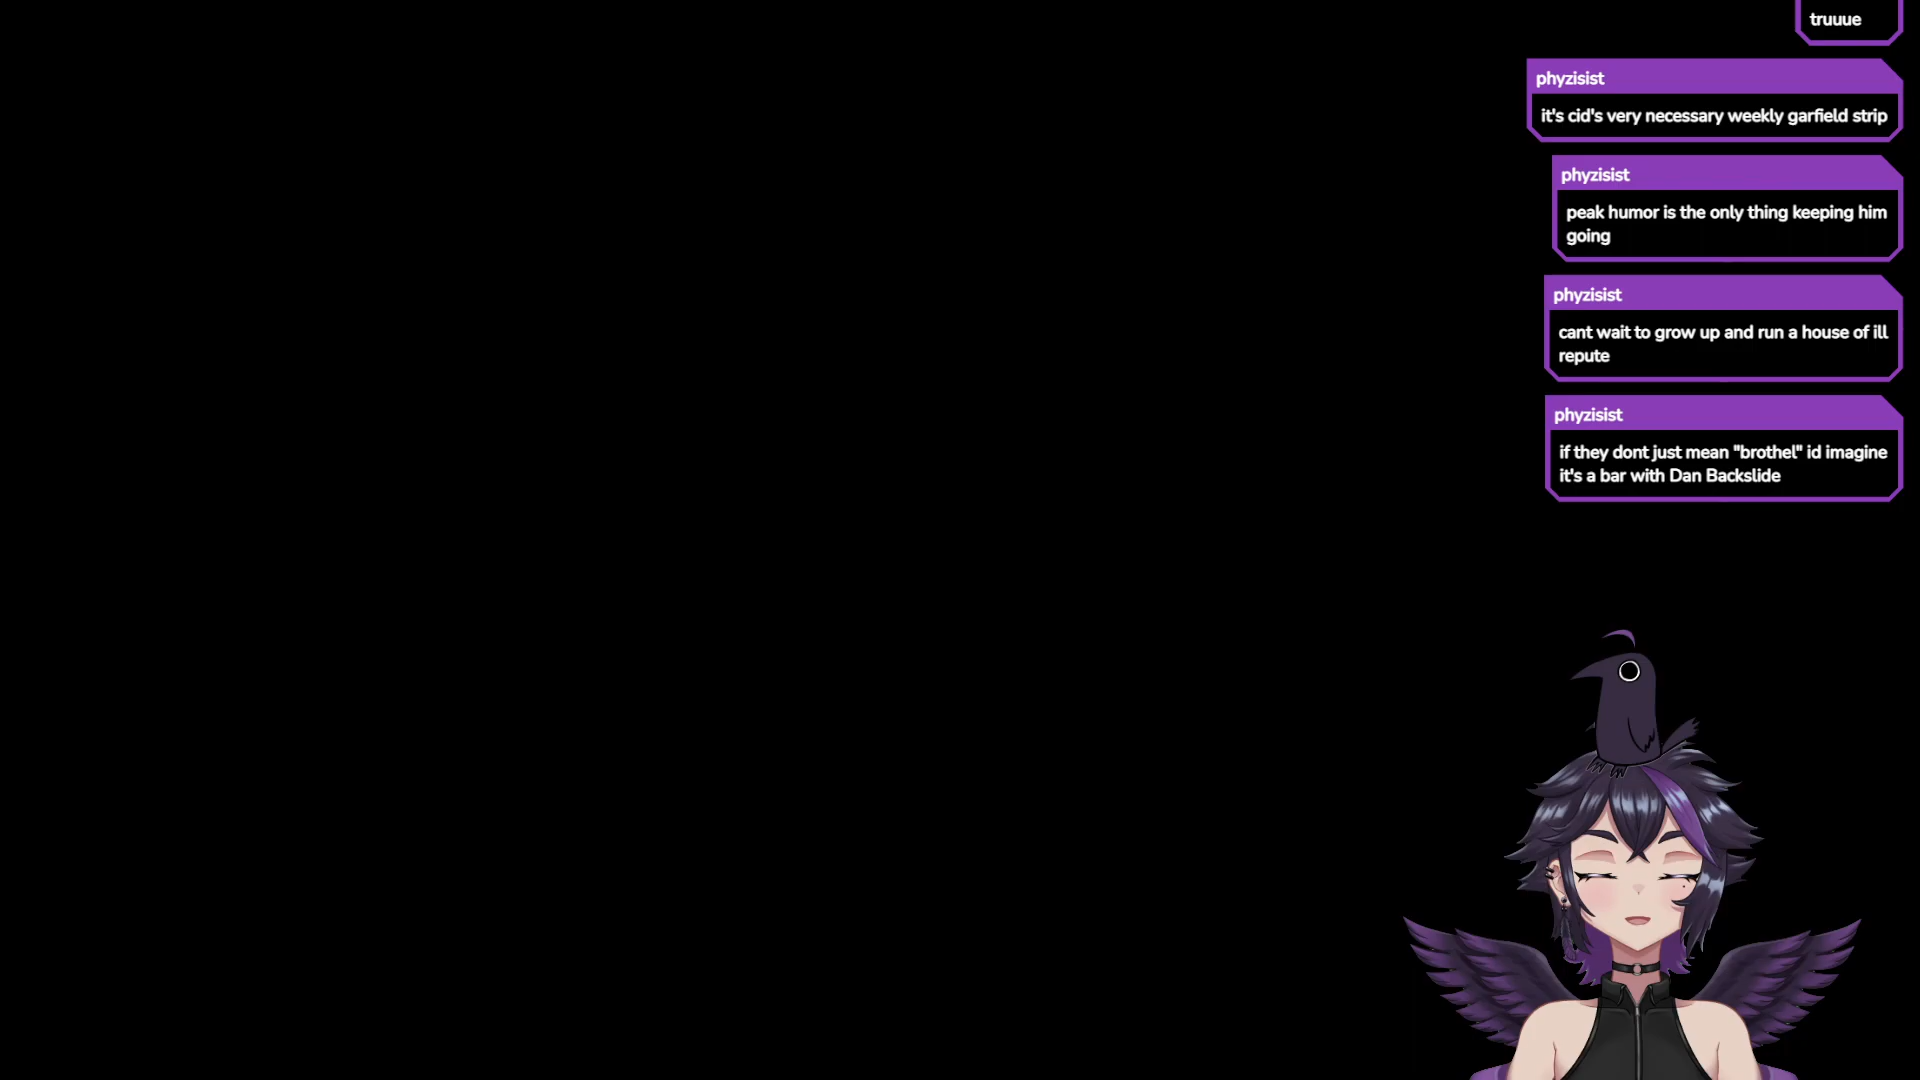 truuue
phyzisist
it's cid's very necessary weekly garfield strip
phyzisist
peak humor is the only thing keeping him
going
phyzisist
cant wait to grow up and run a house of ill
repute
phyzisist
if they dont just mean "brothel" id imagine
it's a bar with Dan Backslide